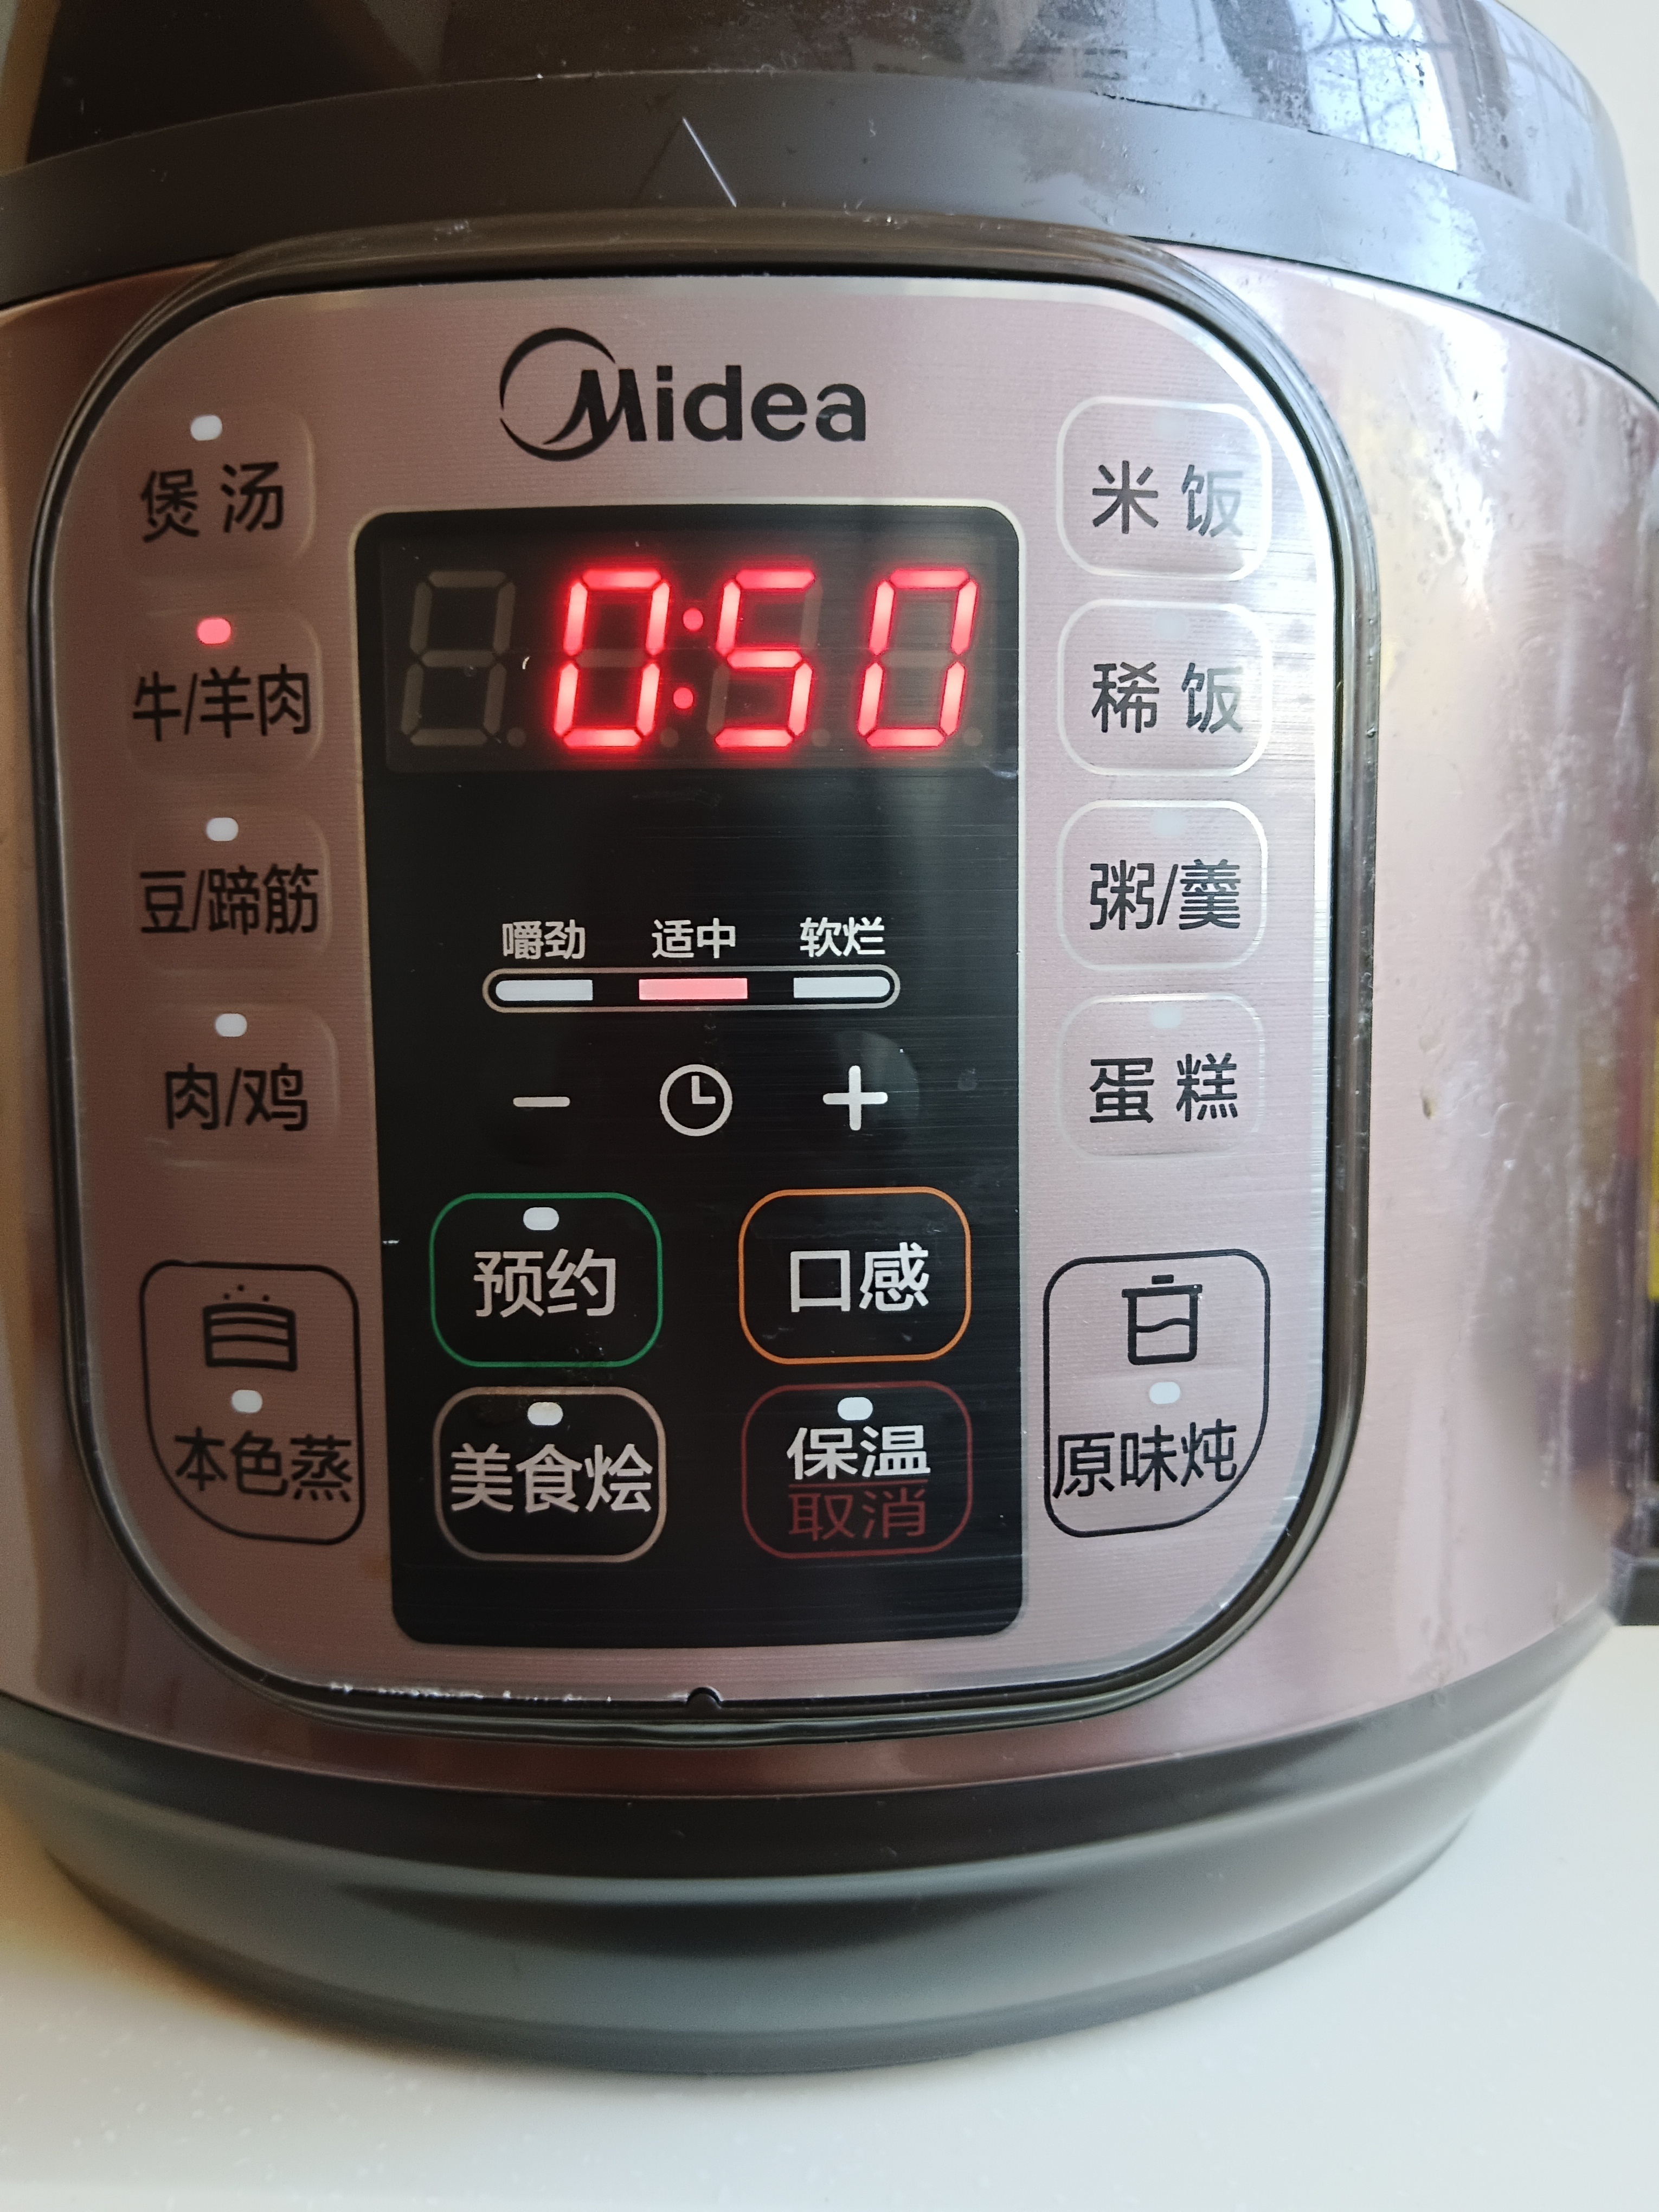 Midea
煲汤
米饭
0:50
牛/羊肉
稀饭
豆/蹄筋
粥/羹
嚼劲 适中 软烂
肉/鸡
− +
蛋糕
预约 口感
本色蒸
美食烩
保温
取消
原味炖